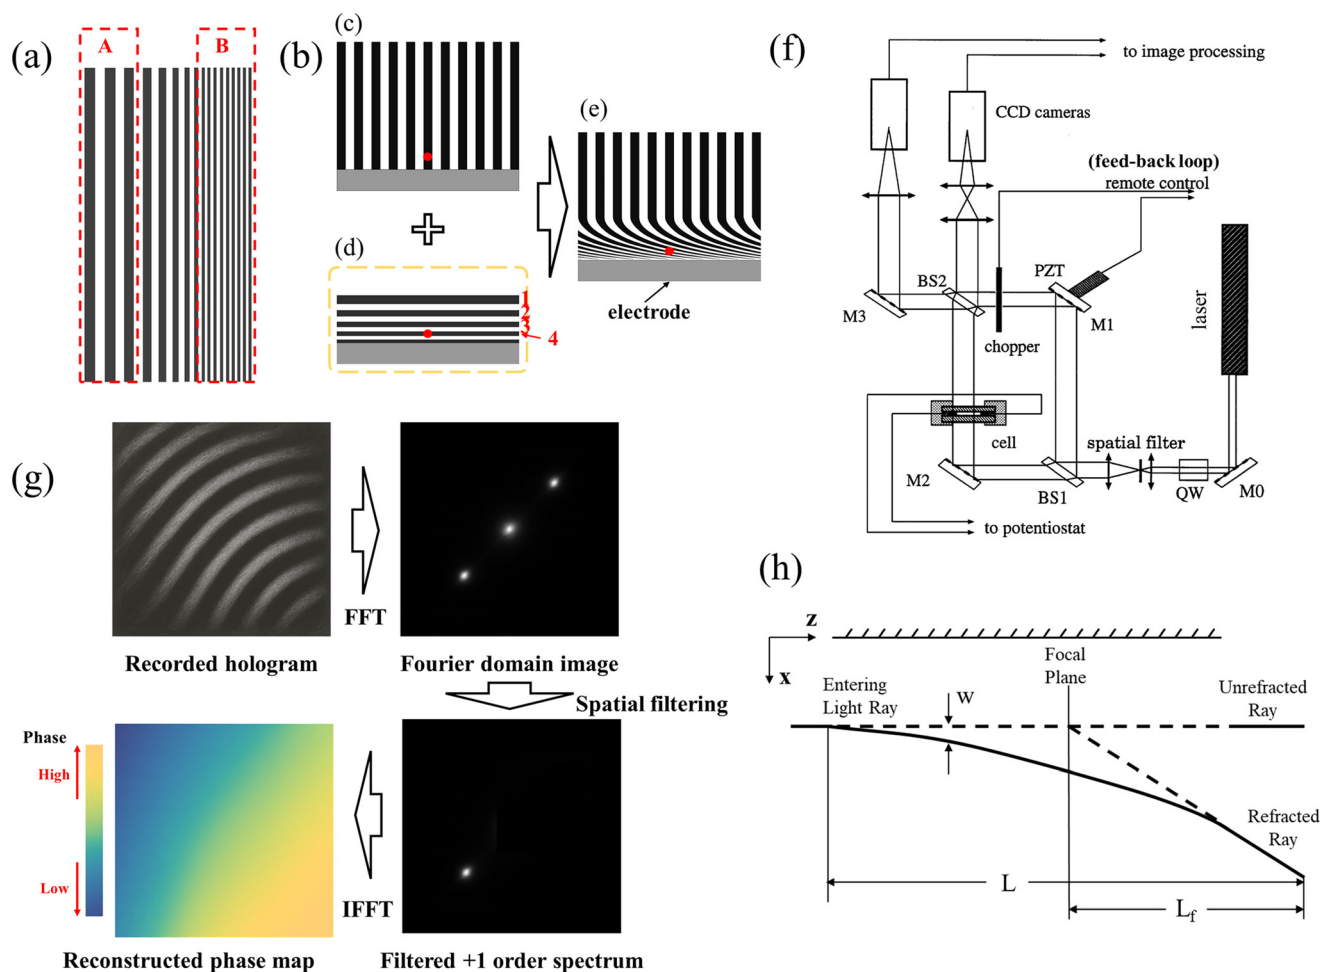 (a)
A
B
(b)
(c)
(d)
1
2
3
4
(e)
electrode
(f)
to image processing
CCD cameras
(feed-back loop)
remote control
PZT
BS2
M3
M1
laser
chopper
cell
spatial filter
M2
BS1
QW
M0
to potentiostat
(g)
FFT
Recorded hologram
Fourier domain image
Spatial filtering
Phase
High
Low
IFFT
Reconstructed phase map
Filtered +1 order spectrum
(h)
z
x
Focal
Plane
Entering
Light Ray
W
Unrefracted
Ray
Refracted
Ray
L
Lf